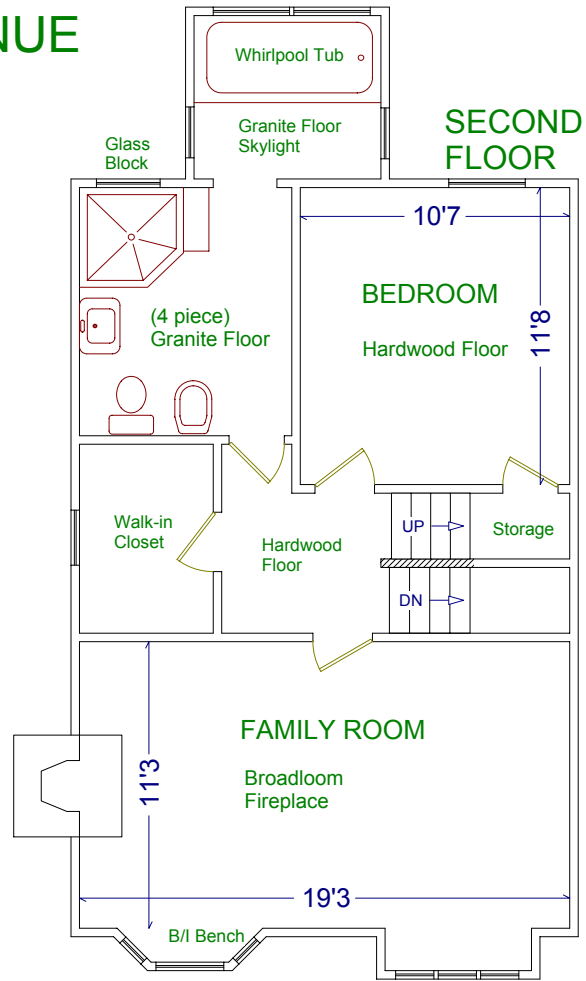 NUE
Whirlpool Tub
Granite Floor
Skylight
SECOND
FLOOR
Glass
Block
10'7
BEDROOM
11'8
Hardwood Floor
(4 piece)
Granite Floor
Walk-in
Closet
Hardwood
Floor
UP
Storage
DN
FAMILY ROOM
Broadloom
Fireplace
11'3
19'3
B/I Bench